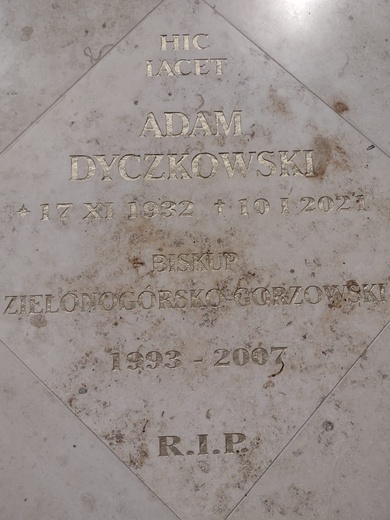 HIC
IACET
ADAM
DYCZKOWSKI
* 17 XI 1932 † 10 I 2021
BISKUP
ZIELONOGÓRSKO-GORZOWSKI
1993 - 2007
R.I.P.